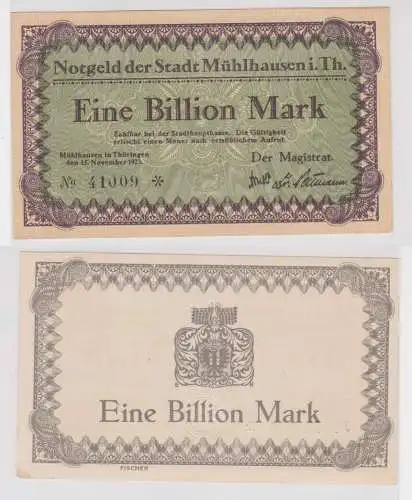 Notgeld der Stadt Mühlhausen i. Th.
Eine Billion Mark
Zahlbar bei der Stadthauptkasse. Die Gültigkeit
erlischt einen Monat nach ortsüblichem Aufruf.
Mühlhausen in Thüringen
den 15. November 1923.
Der Magistrat.
No 41009 *
Eine Billion Mark
FISCHER